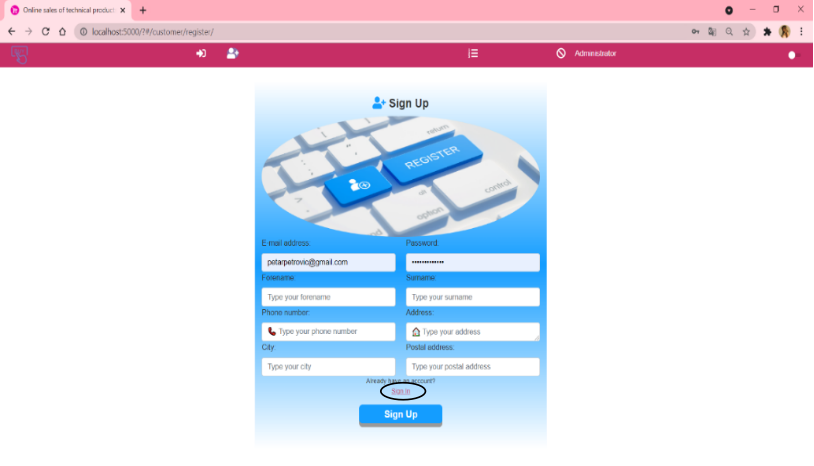 Online sales of technical product
localhost:5000/?#/customer/register/
Administrator
Sign Up
return
REGISTER
control
option
E-mail address: Password:
petarpetrovic@gmail.com •••••••••••••
Forename: Surname:
Type your forename Type your surname
Phone number: Address:
Type your phone number Type your address
City: Postal address:
Type your city Type your postal address
Already have an account?
Sign In
Sign Up